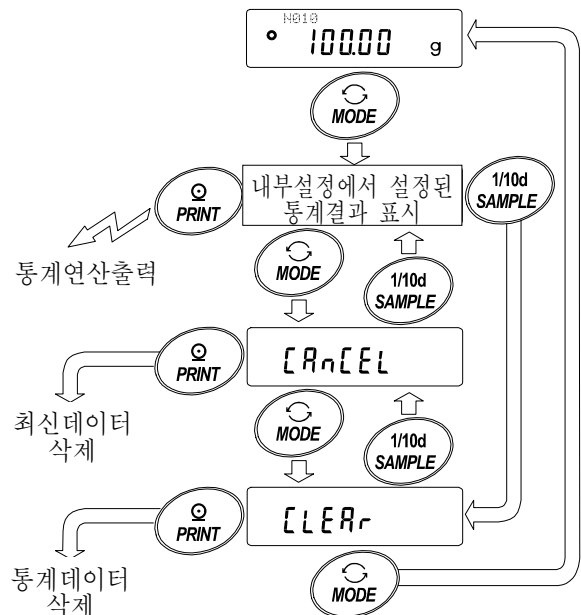 N010
100.00 g
MODE
PRINT
내부설정에서 설정된
통계결과 표시
1/10d
SAMPLE
통계연산출력
MODE
1/10d
SAMPLE
PRINT
CAnCEL
최신데이터
삭제
MODE
1/10d
SAMPLE
PRINT
CLEAr
통계데이터
삭제
MODE